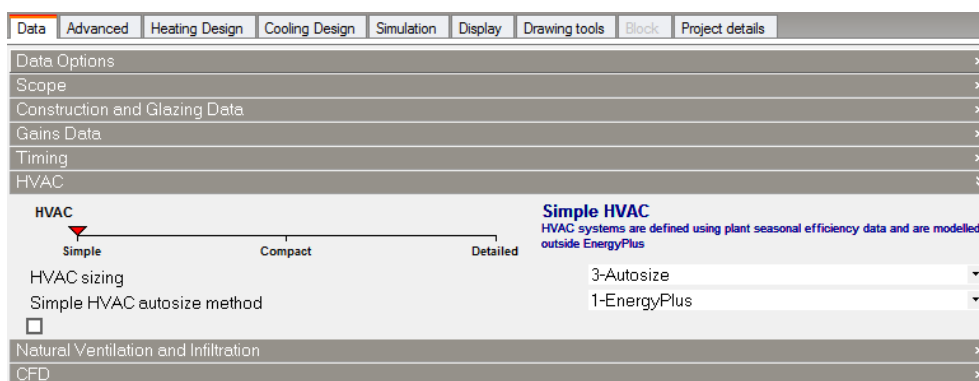 Data Advanced Heating Design Cooling Design Simulation Display Drawing tools Block Project details
Data Options
Scope
Construction and Glazing Data
Gains Data
Timing
HVAC
HVAC
Simple Compact Detailed
Simple HVAC
HVAC systems are defined using plant seasonal efficiency data and are modelled
outside EnergyPlus
HVAC sizing 3-Autosize
Simple HVAC autosize method 1-EnergyPlus
Natural Ventilation and Infiltration
CFD